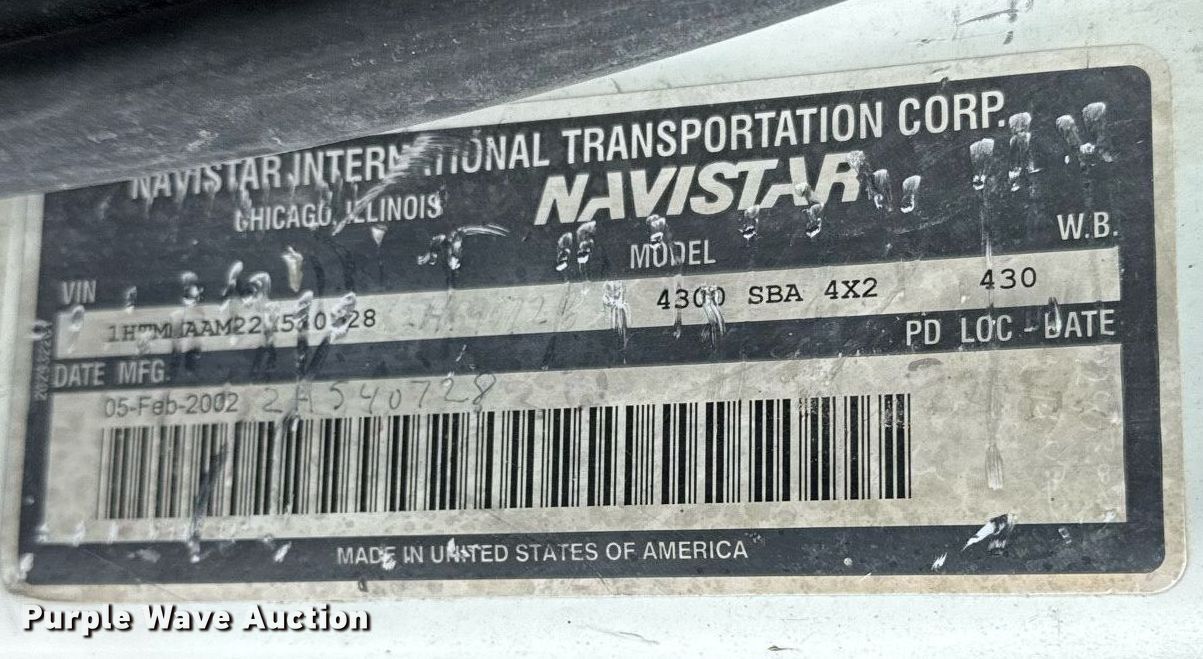 NAVISTAR INTERNATIONAL TRANSPORTATION CORP.
CHICAGO, ILLINOIS NAVISTAR
VIN MODEL W.B.
4300 SBA 4X2 430
DATE MFG. PD LOC - DATE
05-Feb-2002 2A540728
MADE IN UNITED STATES OF AMERICA
Purple Wave Auction